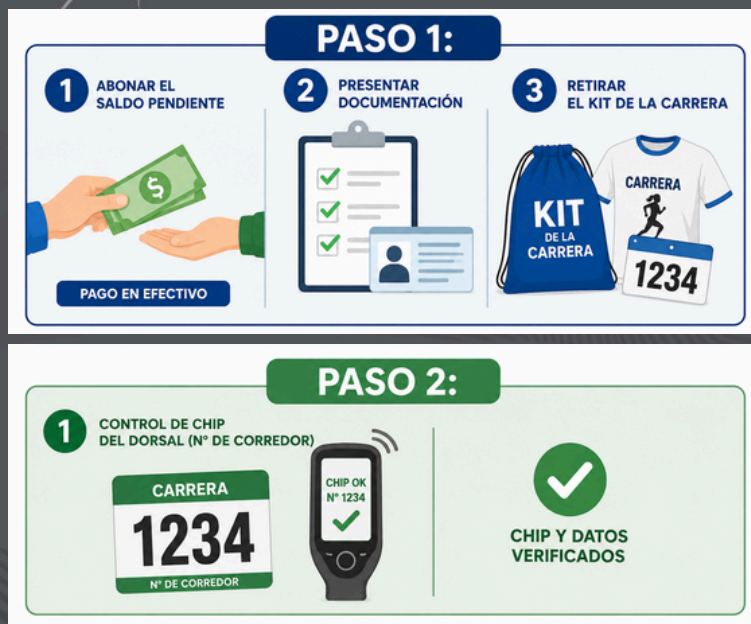 PASO 1:
1 ABONAR EL
SALDO PENDIENTE
$
PAGO EN EFECTIVO
2 PRESENTAR
DOCUMENTACIÓN
3 RETIRAR
EL KIT DE LA CARRERA
KIT
DE LA
CARRERA
CARRERA
1234
PASO 2:
1 CONTROL DE CHIP
DEL DORSAL (N° DE CORREDOR)
CARRERA
1234
N° DE CORREDOR
CHIP OK
N° 1234
CHIP Y DATOS
VERIFICADOS